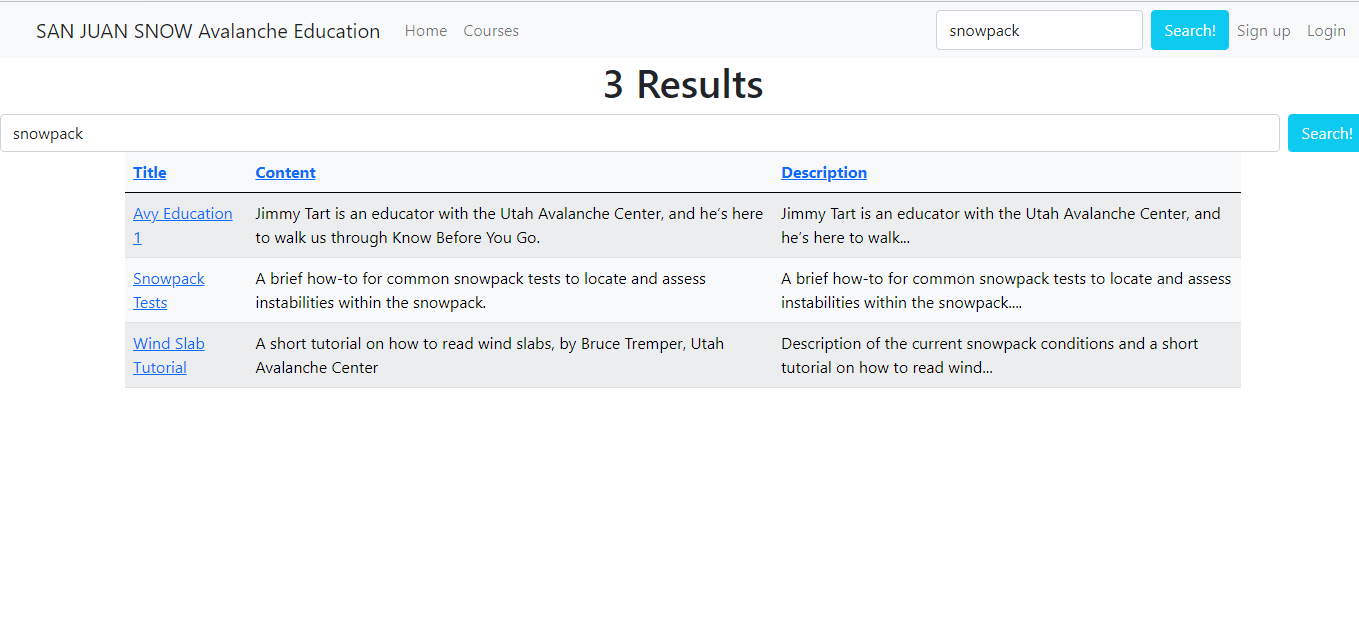 SAN JUAN SNOW Avalanche Education Home Courses snowpack Search! Sign up Login
3 Results
snowpack Search!
Title Content Description
Avy Education Jimmy Tart is an educator with the Utah Avalanche Center, and he’s here Jimmy Tart is an educator with the Utah Avalanche Center, and
1 to walk us through Know Before You Go. he’s here to walk...
Snowpack A brief how-to for common snowpack tests to locate and assess A brief how-to for common snowpack tests to locate and assess
Tests instabilities within the snowpack. instabilities within the snowpack....
Wind Slab A short tutorial on how to read wind slabs, by Bruce Tremper, Utah Description of the current snowpack conditions and a short
Tutorial Avalanche Center tutorial on how to read wind...